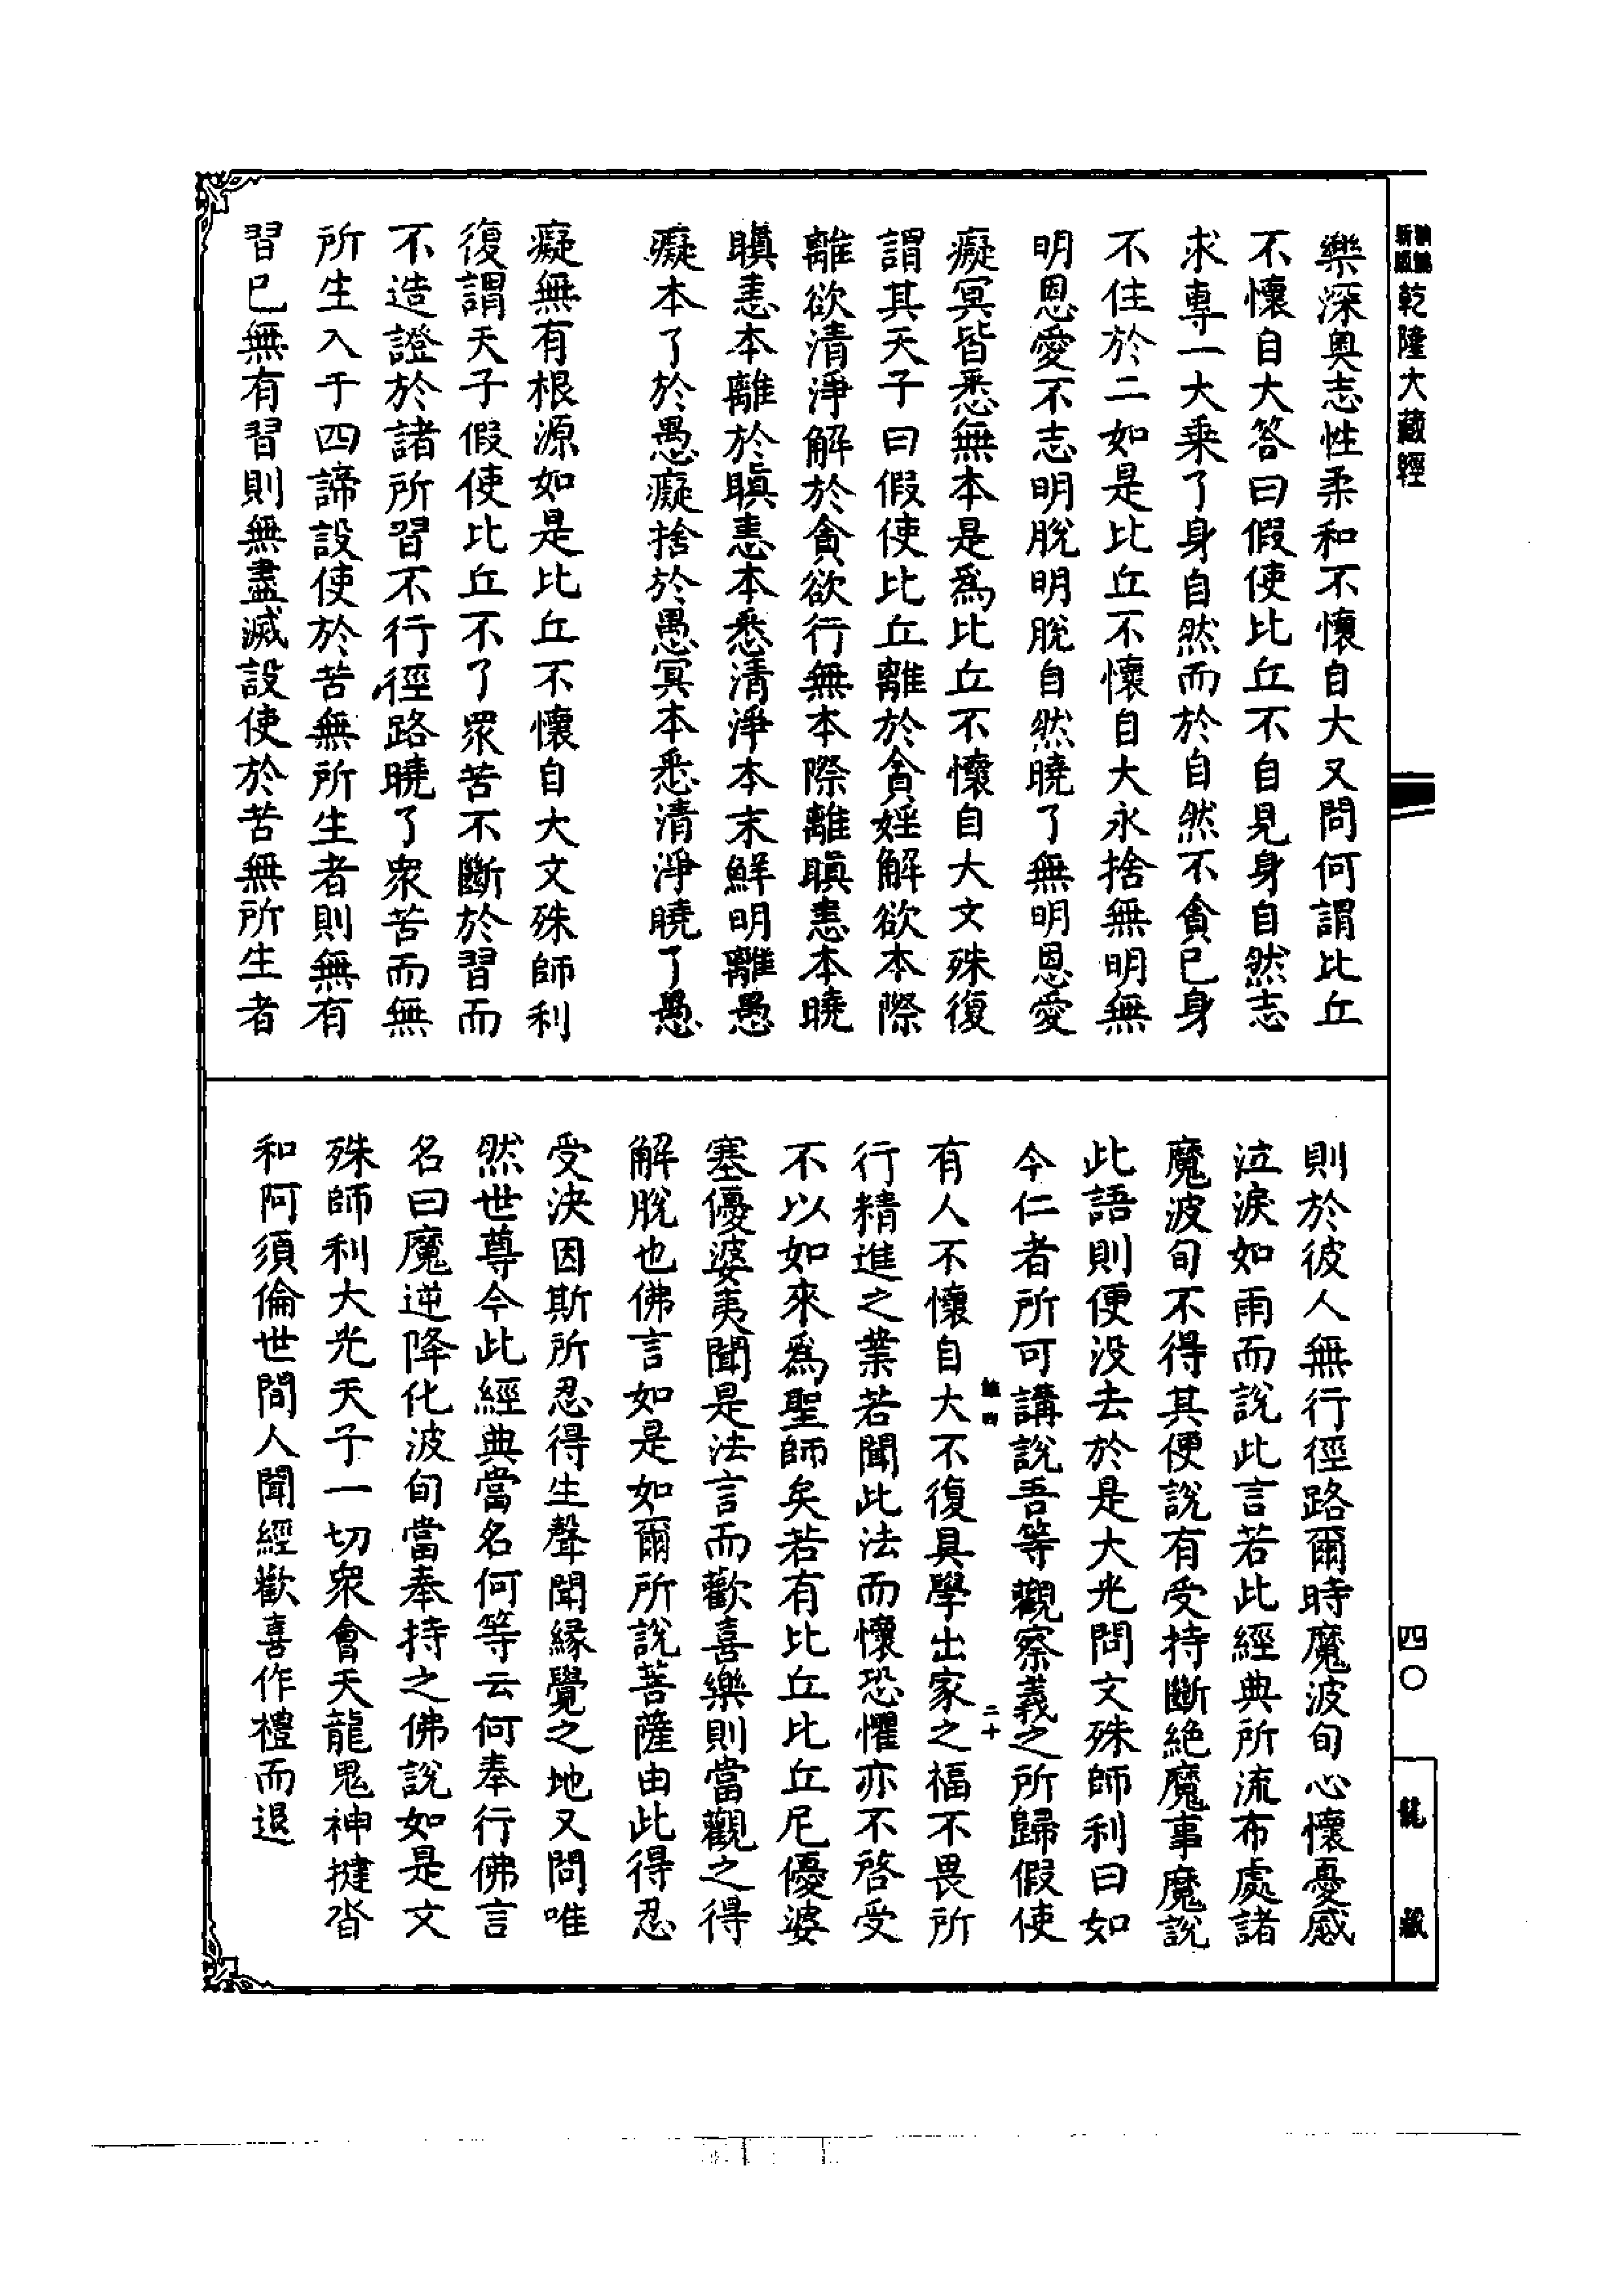 乾隆大藏經
樂深奧志性柔和不懷自大又問何謂比丘
不懷自大答曰假使比丘不自見身自然志
求專一大乘了身自然而於自然不貪已身
不住於二如是比丘不懷自大永捨無明無
明恩愛不志明脫明脫自然曉了無明恩愛
癡冥皆悉無本是為比丘不懷自大文殊復
謂其天子曰假使比丘離於貪婬解欲本際
離欲清淨解於貪欲行無本際離瞋恚本曉
瞋恚本離於瞋恚本悉清淨本末鮮明離愚
癡本了於愚癡捨於愚冥本悉清淨曉了愚
癡無有根源如是比丘不懷自大文殊師利
復謂天子假使比丘不了眾苦不斷於習而
不造證於諸所習不行徑路曉了眾苦而無
所生入于四諦設使於苦無所生者則無有
習已無有習則無盡滅設使於苦無所生者
則於彼人無行徑路爾時魔波旬心懷憂慼
泣淚如雨而說此言若此經典所流布處諸
魔波旬不得其便說有受持斷絕魔事魔說
此語則便沒去於是大光問文殊師利曰如
今仁者所可講說吾等觀察義之所歸假使
有人不懷自大不復具學出家之福不畏所
行精進之業若聞此法而懷恐懼亦不啓受
不以如來為聖師矣若有比丘比丘尼優婆
塞優婆夷聞是法言而歡喜樂則當觀之得
解脫也佛言如是如爾所說菩薩由此得忍
受決因斯所忍得生聲聞緣覺之地又問唯
然世尊今此經典當名何等云何奉行佛言
名曰魔逆降化波旬當奉持之佛說如是文
殊師利大光天子一切眾會天龍鬼神揵沓
和阿須倫世間人聞經歡喜作禮而退
二十
四〇
龍藏